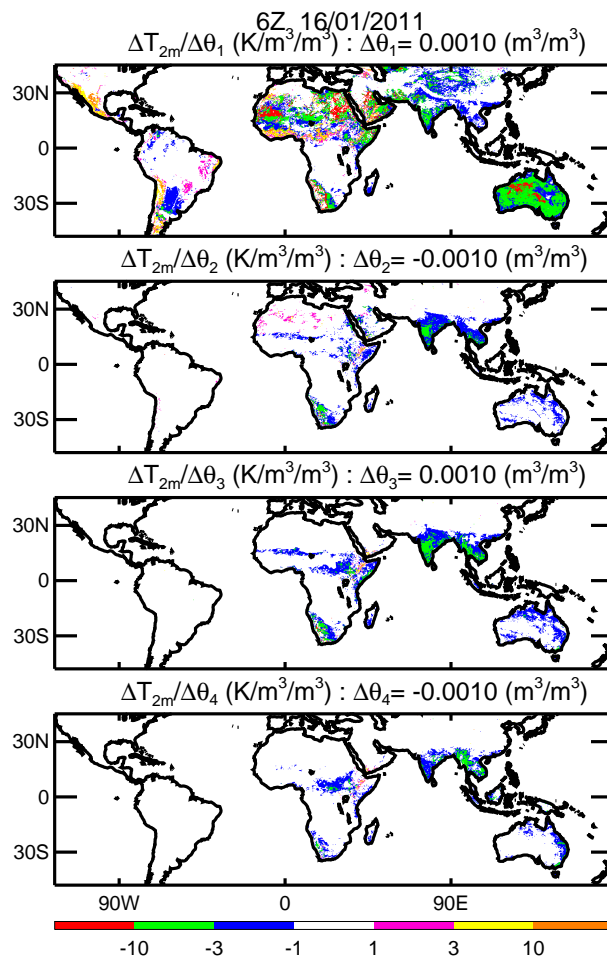 6Z 16/01/2011
ΔT₂ₘ/Δθ₁ (K/m³/m³) : Δθ₁= 0.0010 (m³/m³)
30N
0
30S
ΔT₂ₘ/Δθ₂ (K/m³/m³) : Δθ₂= -0.0010 (m³/m³)
30N
0
30S
ΔT₂ₘ/Δθ₃ (K/m³/m³) : Δθ₃= 0.0010 (m³/m³)
30N
0
30S
ΔT₂ₘ/Δθ₄ (K/m³/m³) : Δθ₄= -0.0010 (m³/m³)
30N
0
30S
90W 0 90E
-10 -3 -1 1 3 10